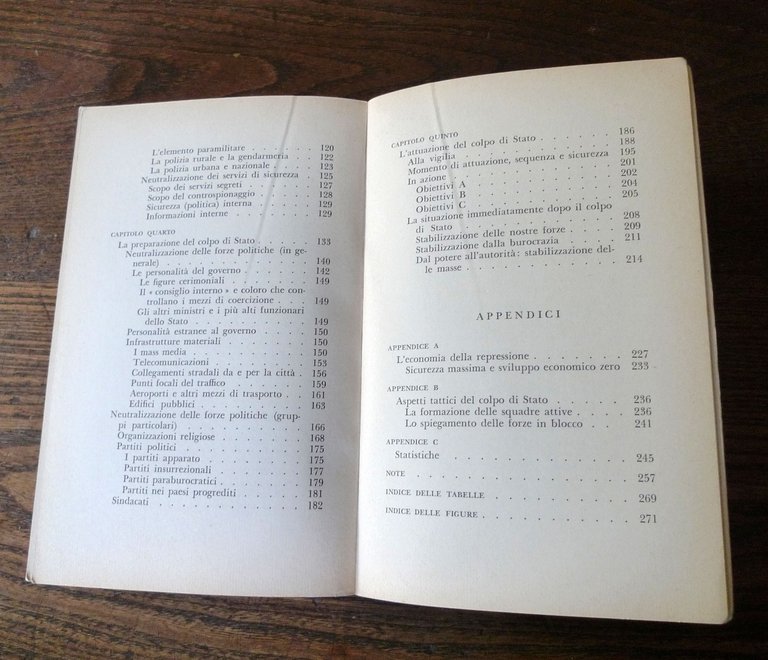 L'elemento paramilitare . . . . . . . 120
La polizia rurale e la gendarmeria . . . 122
La polizia urbana e nazionale . . . . . 123
Neutralizzazione dei servizi di sicurezza . . 125
Scopo dei servizi segreti . . . . . . 127
Scopo del controspionaggio . . . . . 128
Sicurezza (politica) interna . . . . . 129
Informazioni interne . . . . . . . 129
CAPITOLO QUARTO
La preparazione del colpo di Stato . . . . . 133
Neutralizzazione delle forze politiche (in ge-
nerale) . . . . . . . . . . . 140
Le personalità del governo . . . . . 142
Le figure cerimoniali . . . . . . 149
Il « consiglio interno » e coloro che con-
trollano i mezzi di coercizione . . . 149
Gli altri ministri e i più alti funzionari
dello Stato . . . . . . . . . 149
Personalità estranee al governo . . . . . 150
Infrastrutture materiali . . . . . . . 150
I mass media . . . . . . . . . 150
Telecomunicazioni . . . . . . . 153
Collegamenti stradali da e per la città . . 156
Punti focali del traffico . . . . . . 159
Aeroporti e altri mezzi di trasporto . . . 161
Edifici pubblici . . . . . . . . 163
Neutralizzazione delle forze politiche (grup-
pi particolari) . . . . . . . . . 166
Organizzazioni religiose . . . . . . . 168
Partiti politici . . . . . . . . . 175
I partiti apparato . . . . . . . . 175
Partiti insurrezionali . . . . . . . 177
Partiti paraburocratici . . . . . . . 179
Partiti nei paesi progrediti . . . . . . 181
Sindacati . . . . . . . . . . . 182
CAPITOLO QUINTO
L'attuazione del colpo di Stato . . . . . . 186
Alla vigilia . . . . . . . . . . 188
Momento di attuazione, sequenza e sicurezza 195
In azione . . . . . . . . . . . 201
Obiettivi A . . . . . . . . . . 202
Obiettivi B . . . . . . . . . . 204
Obiettivi C . . . . . . . . . . 205
La situazione immediatamente dopo il colpo
di Stato . . . . . . . . . . . 208
Stabilizzazione delle nostre forze . . . . 209
Stabilizzazione dalla burocrazia . . . . 211
Dal potere all'autorità: stabilizzazione del-
le masse . . . . . . . . . . . 214
APPENDICI
APPENDICE A
L'economia della repressione . . . . . . . 227
Sicurezza massima e sviluppo economico zero 233
APPENDICE B
Aspetti tattici del colpo di Stato . . . . . 236
La formazione delle squadre attive . . . . 236
Lo spiegamento delle forze in blocco . . 241
APPENDICE C
Statistiche . . . . . . . . . . . . 245
NOTE . . . . . . . . . . . . . 257
INDICE DELLE TABELLE . . . . . . . . . 269
INDICE DELLE FIGURE . . . . . . . . . . 271